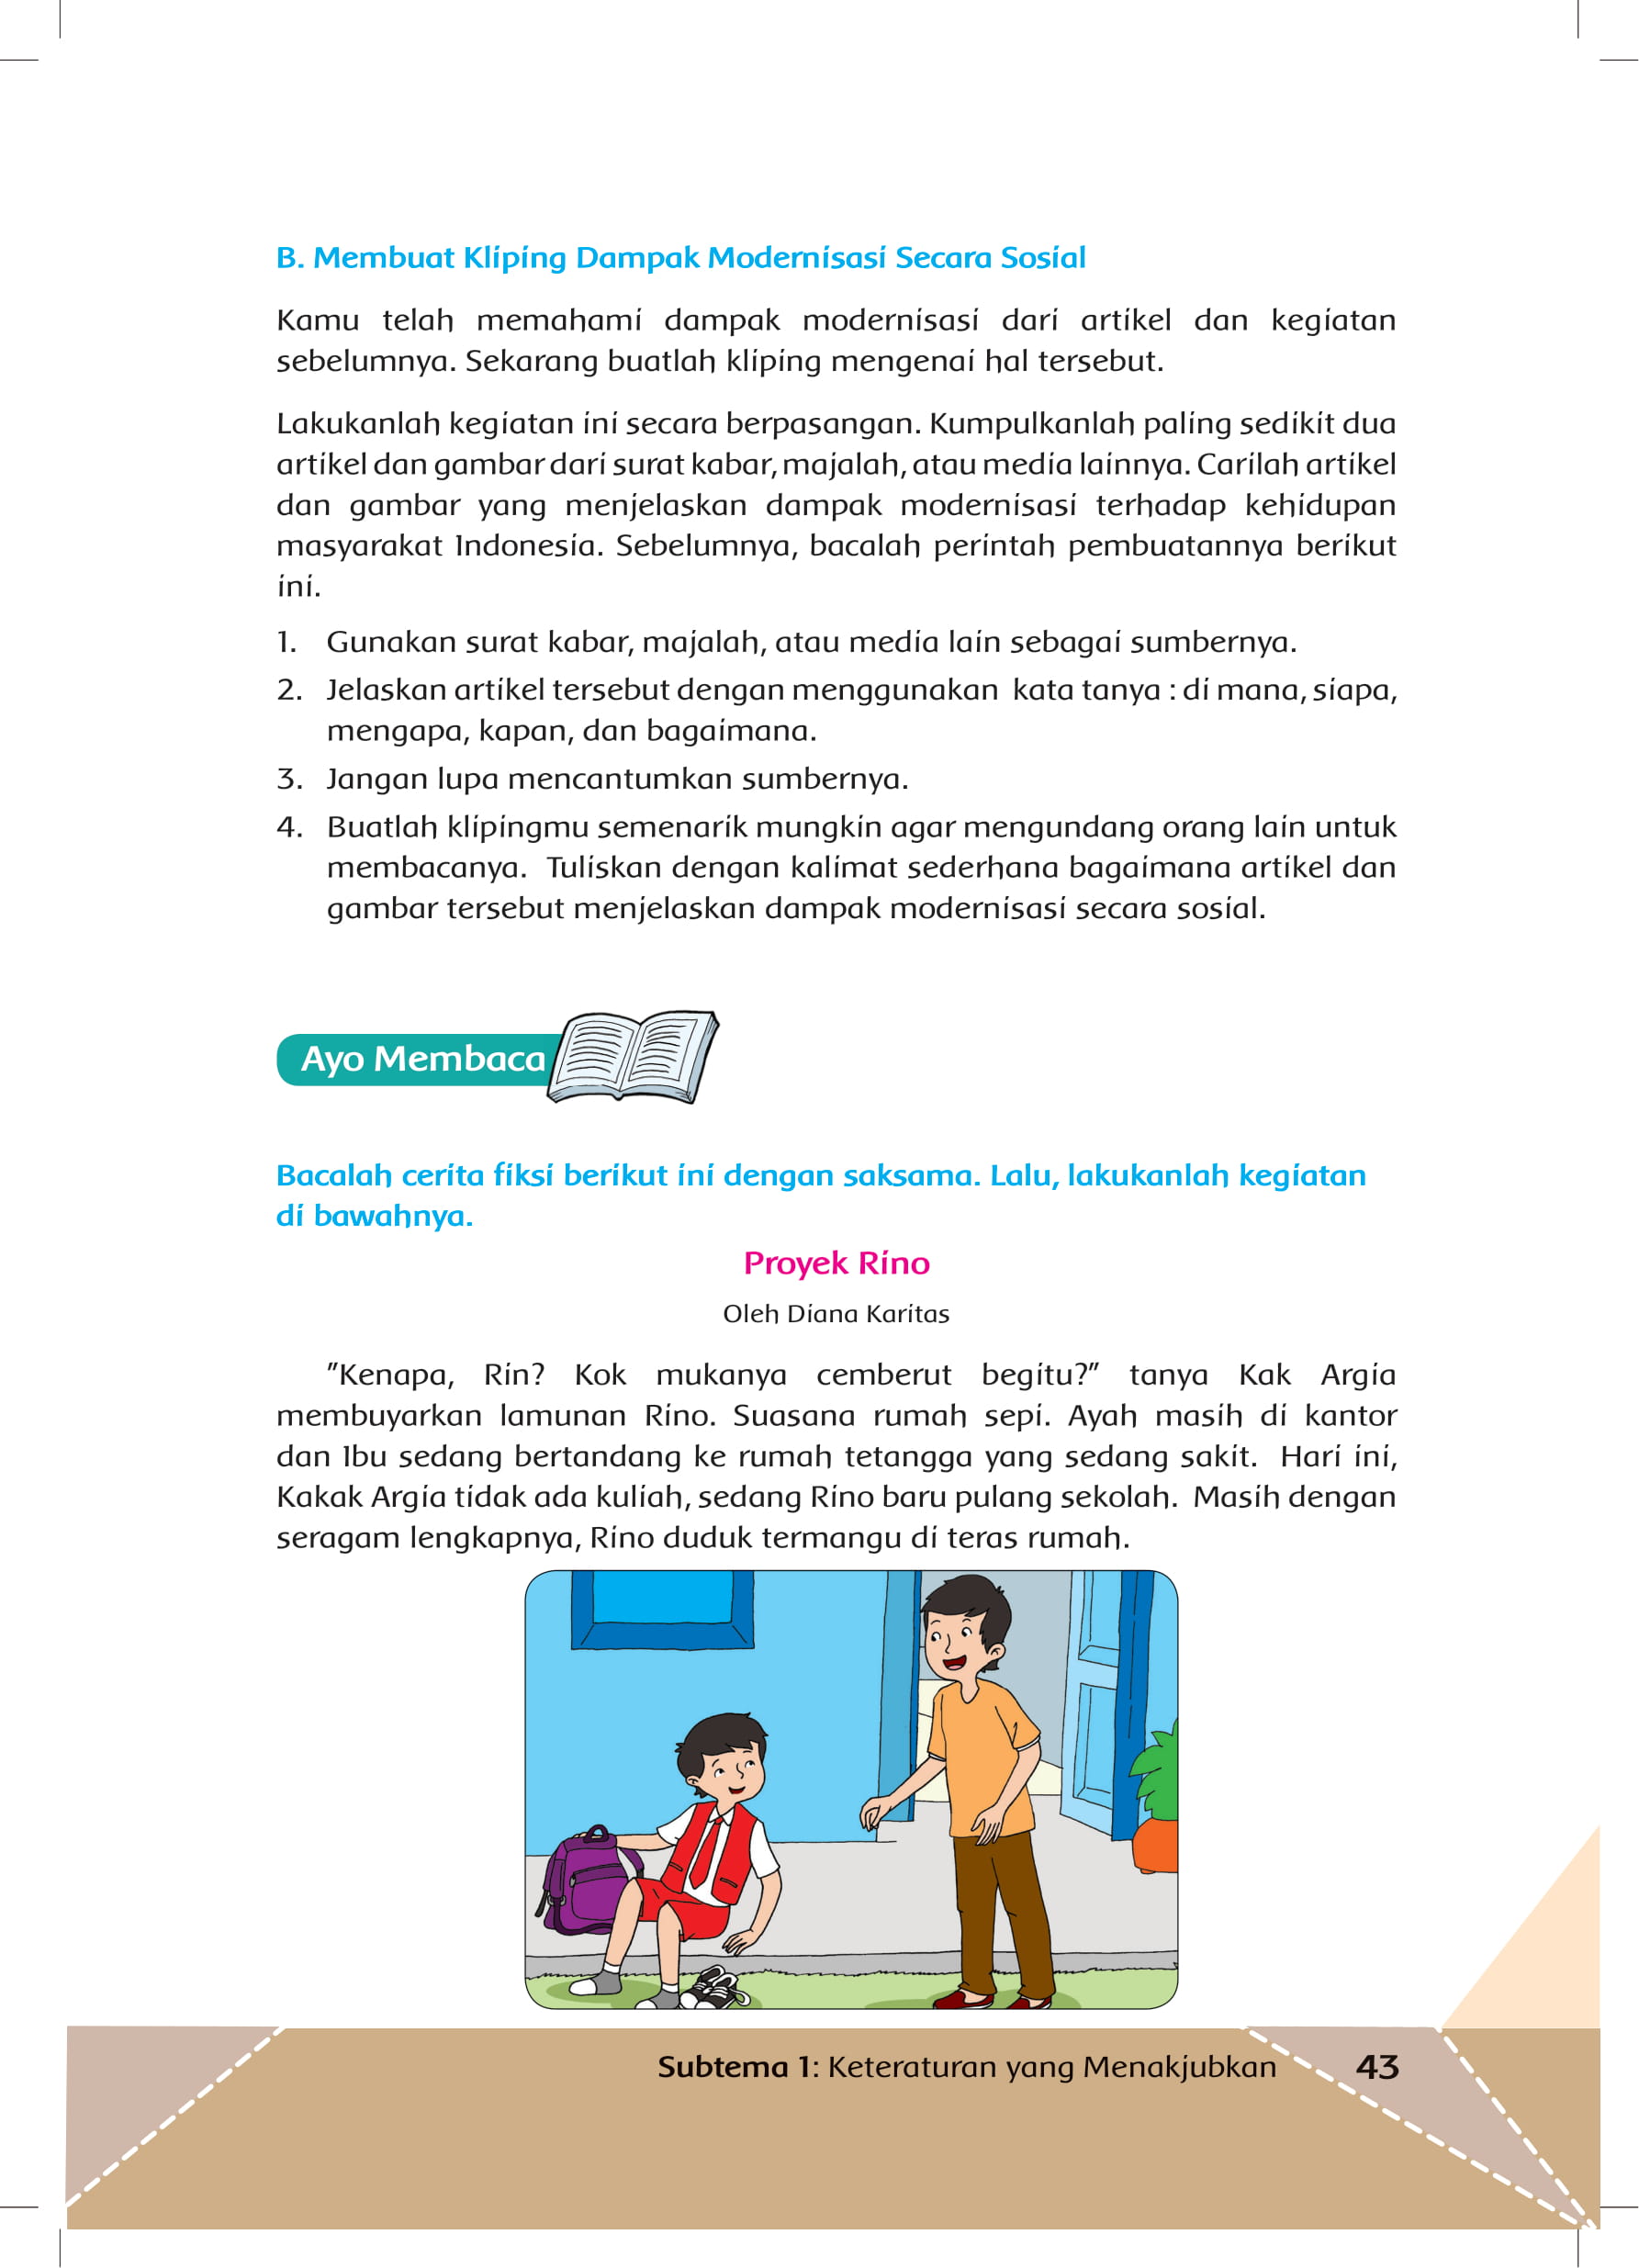 B. Membuat Kliping Dampak Modernisasi Secara Sosial
Kamu telah memahami dampak modernisasi dari artikel dan kegiatan
sebelumnya. Sekarang buatlah kliping mengenai hal tersebut.
Lakukanlah kegiatan ini secara berpasangan. Kumpulkanlah paling sedikit dua
artikel dan gambar dari surat kabar, majalah, atau media lainnya. Carilah artikel
dan gambar yang menjelaskan dampak modernisasi terhadap kehidupan
masyarakat Indonesia. Sebelumnya, bacalah perintah pembuatannya berikut
ini.
1. Gunakan surat kabar, majalah, atau media lain sebagai sumbernya.
2. Jelaskan artikel tersebut dengan menggunakan kata tanya : di mana, siapa,
mengapa, kapan, dan bagaimana.
3. Jangan lupa mencantumkan sumbernya.
4. Buatlah klipingmu semenarik mungkin agar mengundang orang lain untuk
membacanya. Tuliskan dengan kalimat sederhana bagaimana artikel dan
gambar tersebut menjelaskan dampak modernisasi secara sosial.
Ayo Membaca
Bacalah cerita fiksi berikut ini dengan saksama. Lalu, lakukanlah kegiatan
di bawahnya.
Proyek Rino
Oleh Diana Karitas
"Kenapa, Rin? Kok mukanya cemberut begitu?" tanya Kak Argia
membuyarkan lamunan Rino. Suasana rumah sepi. Ayah masih di kantor
dan Ibu sedang bertandang ke rumah tetangga yang sedang sakit. Hari ini,
Kakak Argia tidak ada kuliah, sedang Rino baru pulang sekolah. Masih dengan
seragam lengkapnya, Rino duduk termangu di teras rumah.
Subtema 1: Keteraturan yang Menakjubkan 43